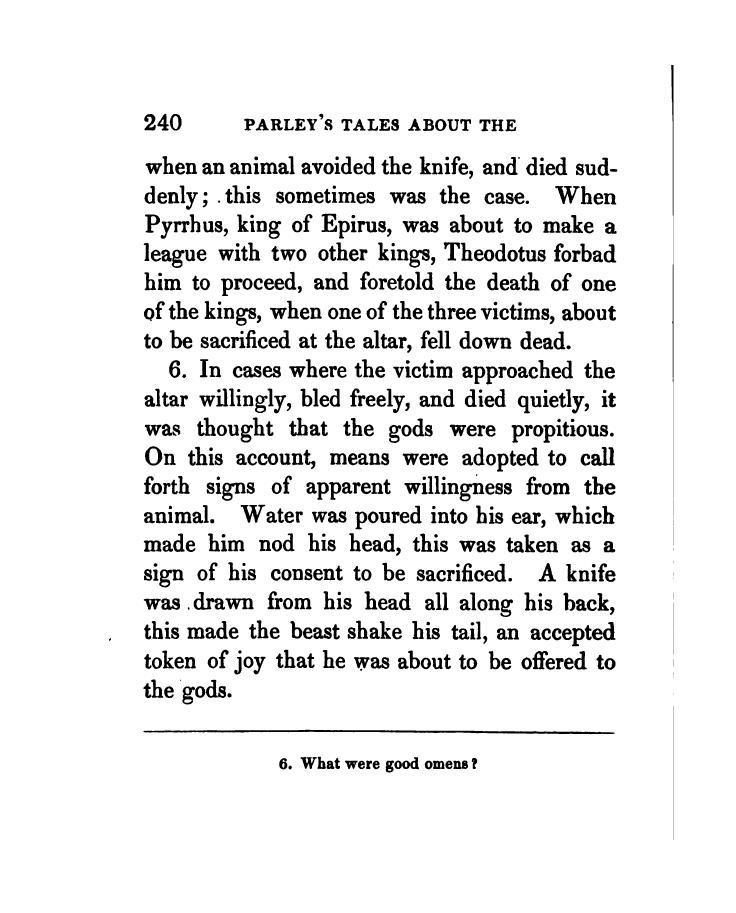 240 PARLEY'S TALES ABOUT THE
when an animal avoided the knife, and died sud-
denly; this sometimes was the case. When
Pyrrhus, king of Epirus, was about to make a
league with two other kings, Theodotus forbad
him to proceed, and foretold the death of one
of the kings, when one of the three victims, about
to be sacrificed at the altar, fell down dead.
6. In cases where the victim approached the
altar willingly, bled freely, and died quietly, it
was thought that the gods were propitious.
On this account, means were adopted to call
forth signs of apparent willingness from the
animal. Water was poured into his ear, which
made him nod his head, this was taken as a
sign of his consent to be sacrificed. A knife
was drawn from his head all along his back,
this made the beast shake his tail, an accepted
token of joy that he was about to be offered to
the gods.
6. What were good omens?